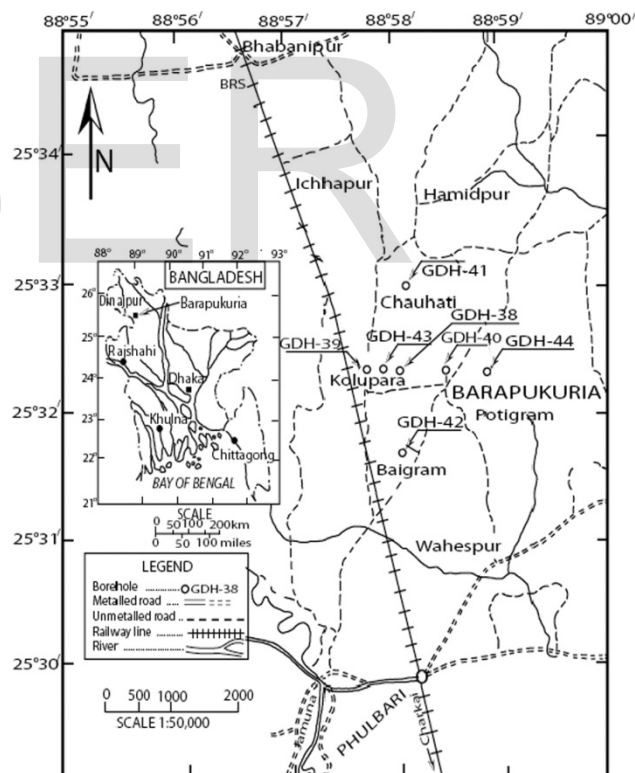 88°55′ 88°56′ 88°57′ 88°58′ 88°59′ 89°00′
Bhabanipur
BRS
ER
N
25°34′
Ichhapur
Hamidpur
25°33′
GDH-41
Chauhati
GDH-38
GDH-39 GDH-43 GDH-40 GDH-44
Kolupara
BARAPUKURIA
25°32′
Potigram
GDH-42
Baigram
25°31′
Wahespur
25°30′
PHULBARI
Jamuna
88° 89° 90° 91° 92° 93°
BANGLADESH
26°
Dinajpur Barapukuria
25°
Rajshahi
24°
Dhaka
23°
Khulna
22°
Chittagong
BAY OF BENGAL
21°
SCALE
0 50 100 200km
0 50 100 miles
LEGEND
Borehole GDH-38
Metalled road
Unmetalled road
Railway line
River
0 500 1000 2000
SCALE 1:50,000